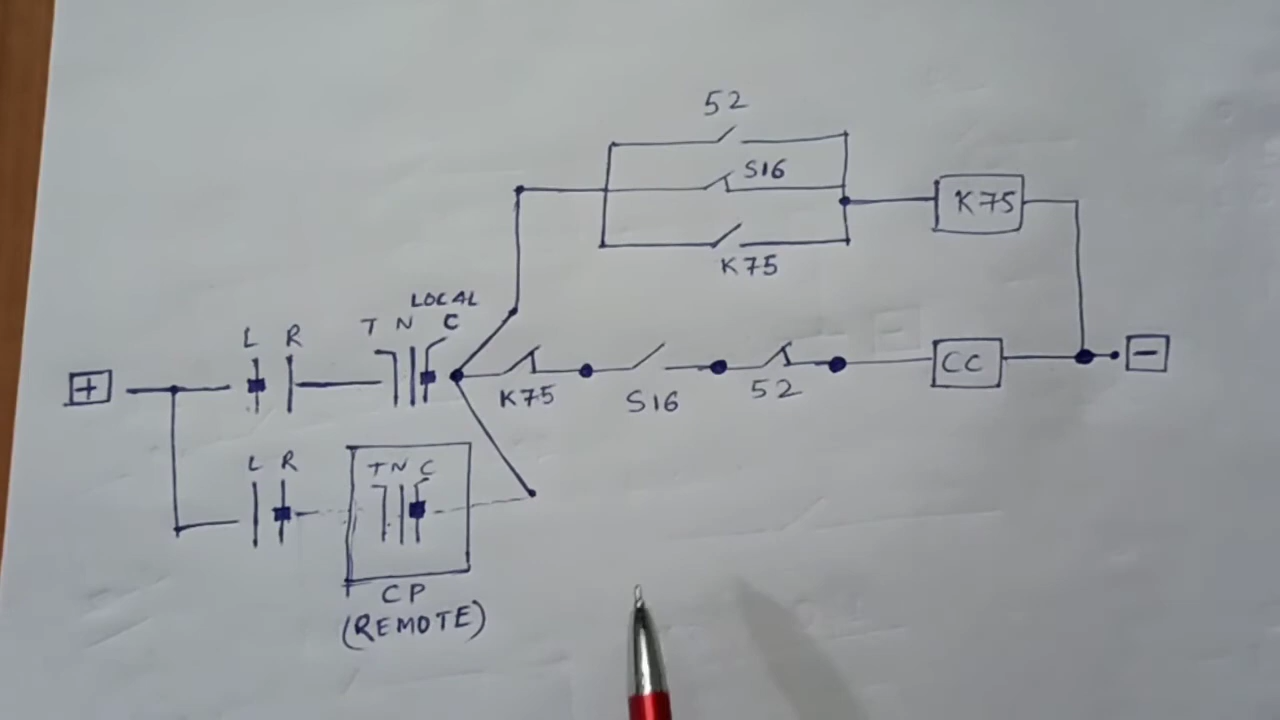 52
S16
K75
K75
LOCAL
L R T N C
+
K75 S16 52 CC −
L R T N C
CP
(REMOTE)